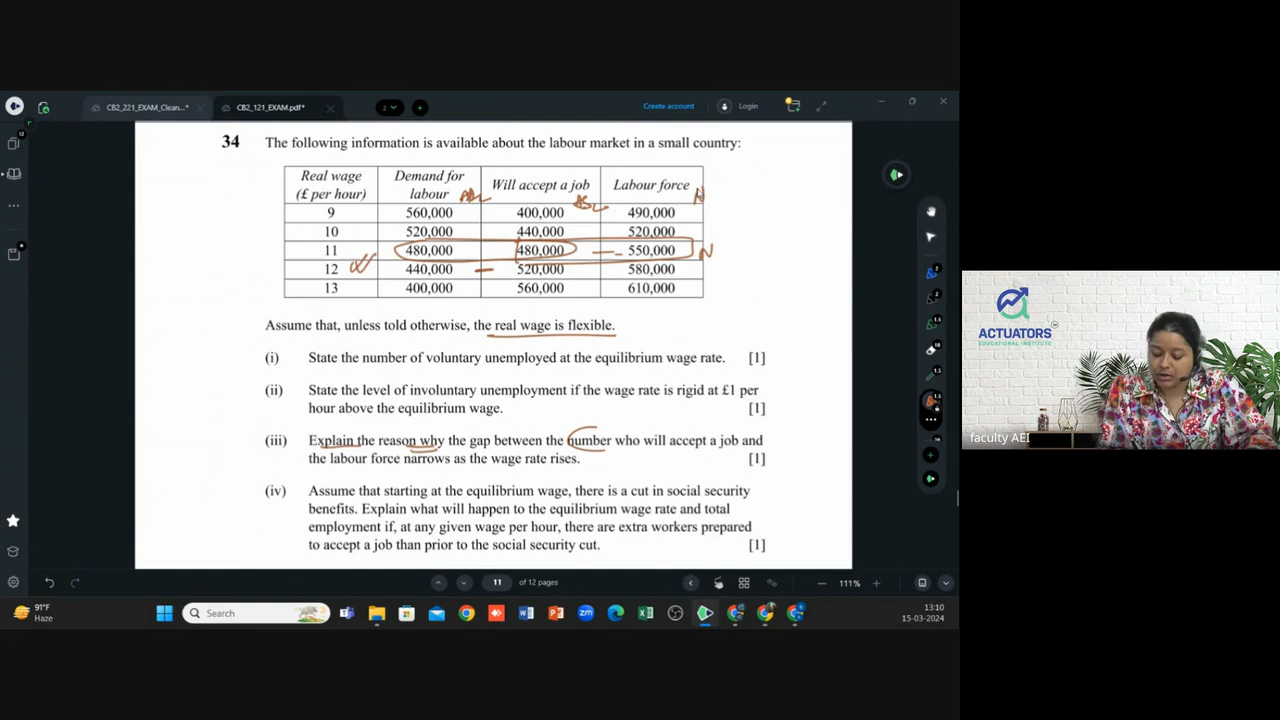 CB2_221_EXAM_Clean...*
CB2_121_EXAM.pdf*
2
Create account
Login
34 The following information is available about the labour market in a small country:
Real wage (£ per hour) Demand for labour Will accept a job Labour force
ADL ASL N
9 560,000 400,000 490,000
10 520,000 440,000 520,000
11 480,000 480,000 550,000 N
12 440,000 520,000 580,000
13 400,000 560,000 610,000
Assume that, unless told otherwise, the real wage is flexible.
(i) State the number of voluntary unemployed at the equilibrium wage rate. [1]
(ii) State the level of involuntary unemployment if the wage rate is rigid at £1 per
hour above the equilibrium wage. [1]
(iii) Explain the reason why the gap between the number who will accept a job and
the labour force narrows as the wage rate rises. [1]
(iv) Assume that starting at the equilibrium wage, there is a cut in social security
benefits. Explain what will happen to the equilibrium wage rate and total
employment if, at any given wage per hour, there are extra workers prepared
to accept a job than prior to the social security cut. [1]
ACTUATORS
EDUCATIONAL INSTITUTE
faculty AEI
11 of 12 pages
111%
91°F
Haze
Search
13:10
15-03-2024